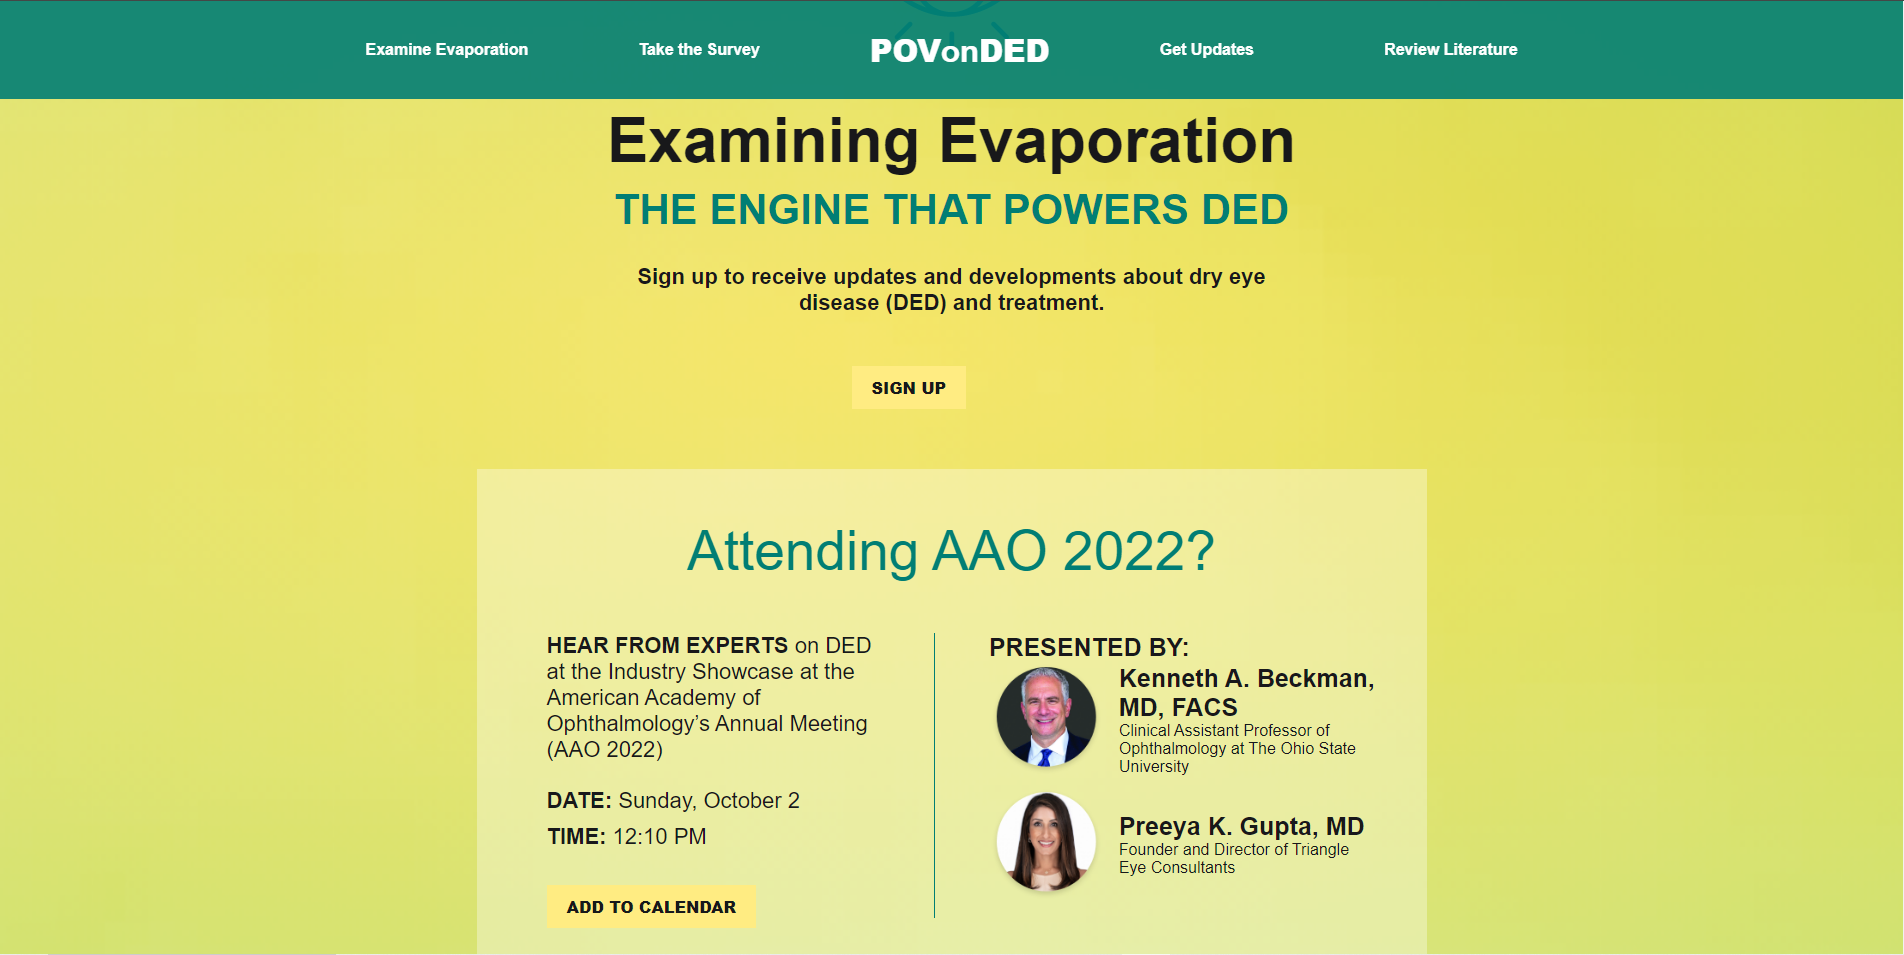 Examine Evaporation
Take the Survey
POVonDED
Get Updates
Review Literature
Examining Evaporation
THE ENGINE THAT POWERS DED
Sign up to receive updates and developments about dry eye
disease (DED) and treatment.
SIGN UP
Attending AAO 2022?
HEAR FROM EXPERTS on DED
at the Industry Showcase at the
American Academy of
Ophthalmology’s Annual Meeting
(AAO 2022)
DATE: Sunday, October 2
TIME: 12:10 PM
ADD TO CALENDAR
PRESENTED BY:
Kenneth A. Beckman,
MD, FACS
Clinical Assistant Professor of
Ophthalmology at The Ohio State
University
Preeya K. Gupta, MD
Founder and Director of Triangle
Eye Consultants